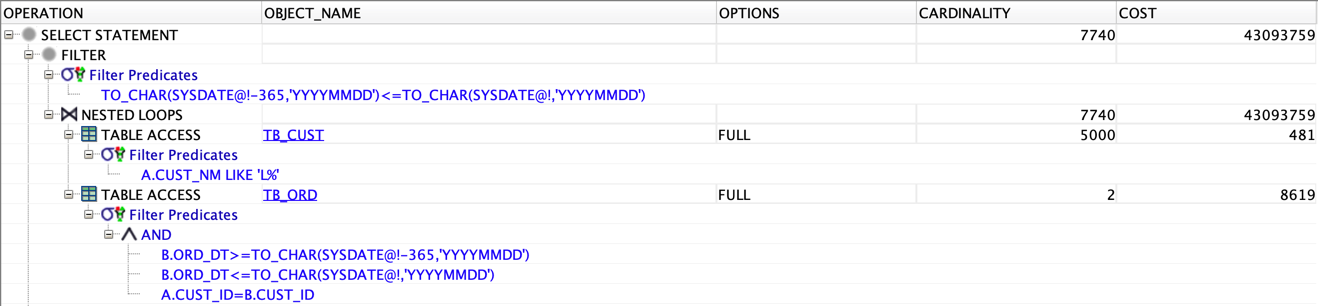 OPERATION OBJECT_NAME OPTIONS CARDINALITY COST
SELECT STATEMENT 7740 43093759
FILTER
Filter Predicates
TO_CHAR(SYSDATE@!-365,'YYYYMMDD')<=TO_CHAR(SYSDATE@!,'YYYYMMDD')
NESTED LOOPS 7740 43093759
TABLE ACCESS TB_CUST FULL 5000 481
Filter Predicates
A.CUST_NM LIKE 'L%'
TABLE ACCESS TB_ORD FULL 2 8619
Filter Predicates
AND
B.ORD_DT>=TO_CHAR(SYSDATE@!-365,'YYYYMMDD')
B.ORD_DT<=TO_CHAR(SYSDATE@!,'YYYYMMDD')
A.CUST_ID=B.CUST_ID